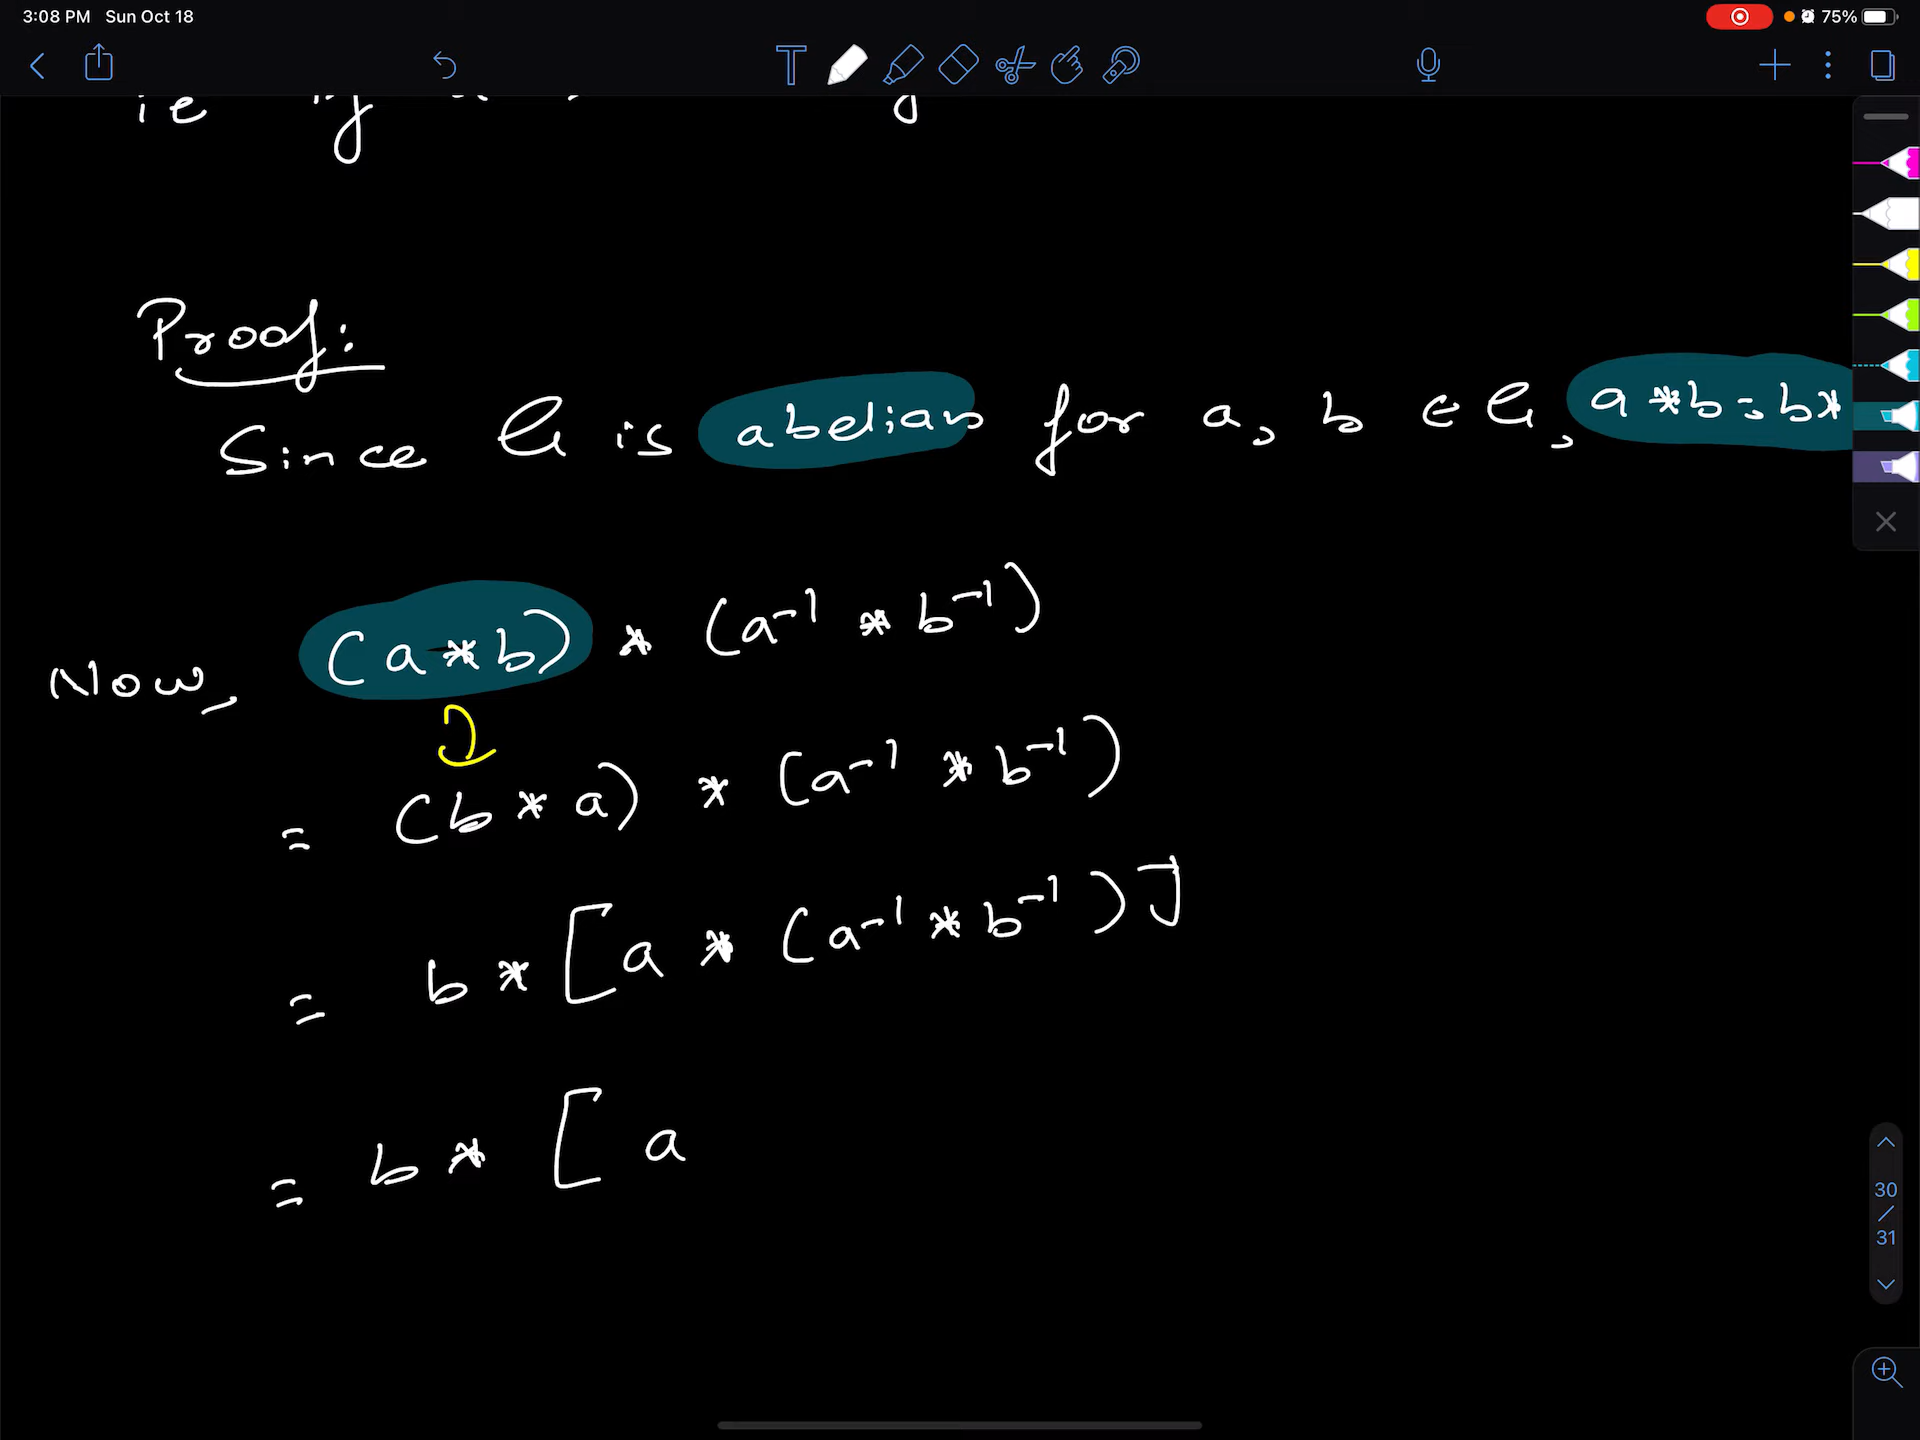 3:08 PM Sun Oct 18
75%
ie
Proof:
Since G is abelian for a, b ∈ G, a * b = b *
Now, (a * b) * (a⁻¹ * b⁻¹)
= (b * a) * (a⁻¹ * b⁻¹)
= b * [a * (a⁻¹ * b⁻¹)]
= b * [ a
30
/
31